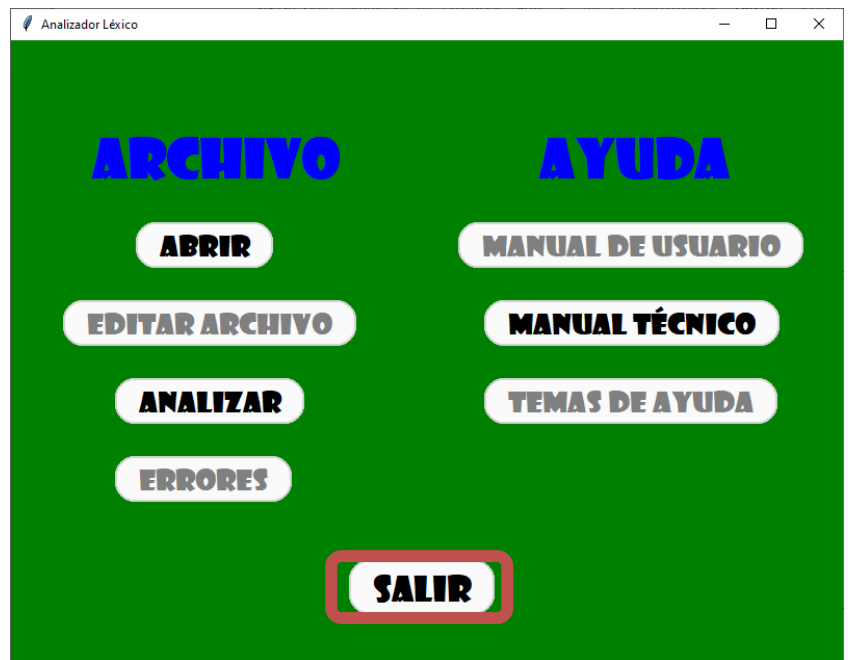 Analizador Léxico
ARCHIVO
AYUDA
ABRIR
MANUAL DE USUARIO
EDITAR ARCHIVO
MANUAL TÉCNICO
ANALIZAR
TEMAS DE AYUDA
ERRORES
SALIR